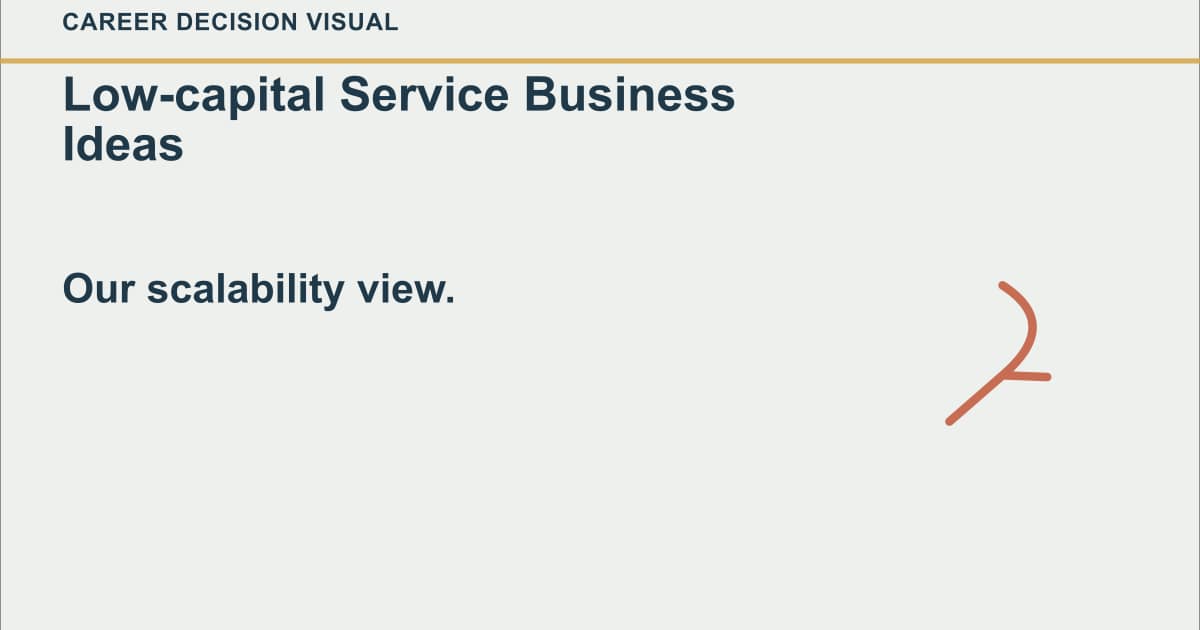 CAREER DECISION VISUAL
Low-capital Service Business
Ideas
Our scalability view.